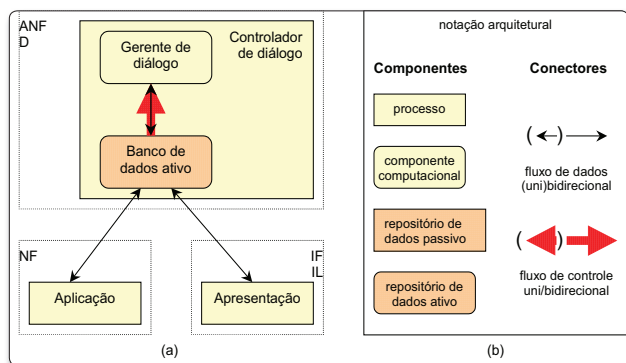 ANF
D
Gerente de
diálogo
Controlador
de diálogo
Banco de
dados ativo
NF
Aplicação
IF
IL
Apresentação
(a)
notação arquitetural
Componentes
Conectores
processo
componente
computacional
repositório de
dados passivo
repositório de
dados ativo
( )
fluxo de dados
(uni)bidirecional
( )
fluxo de controle
uni/bidirecional
(b)